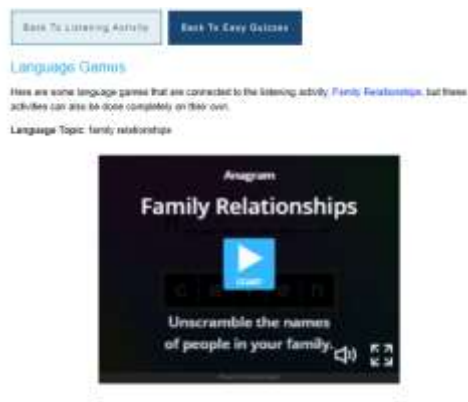 Back To Listening Activity
Back To Easy Quizzes
Language Games
Here are some language games that are connected to the listening activity, Family Relationships, but these
activities can also be done completely on their own.
Language Topic: family relationships
Anagram
Family Relationships
START
Unscramble the names
of people in your family.